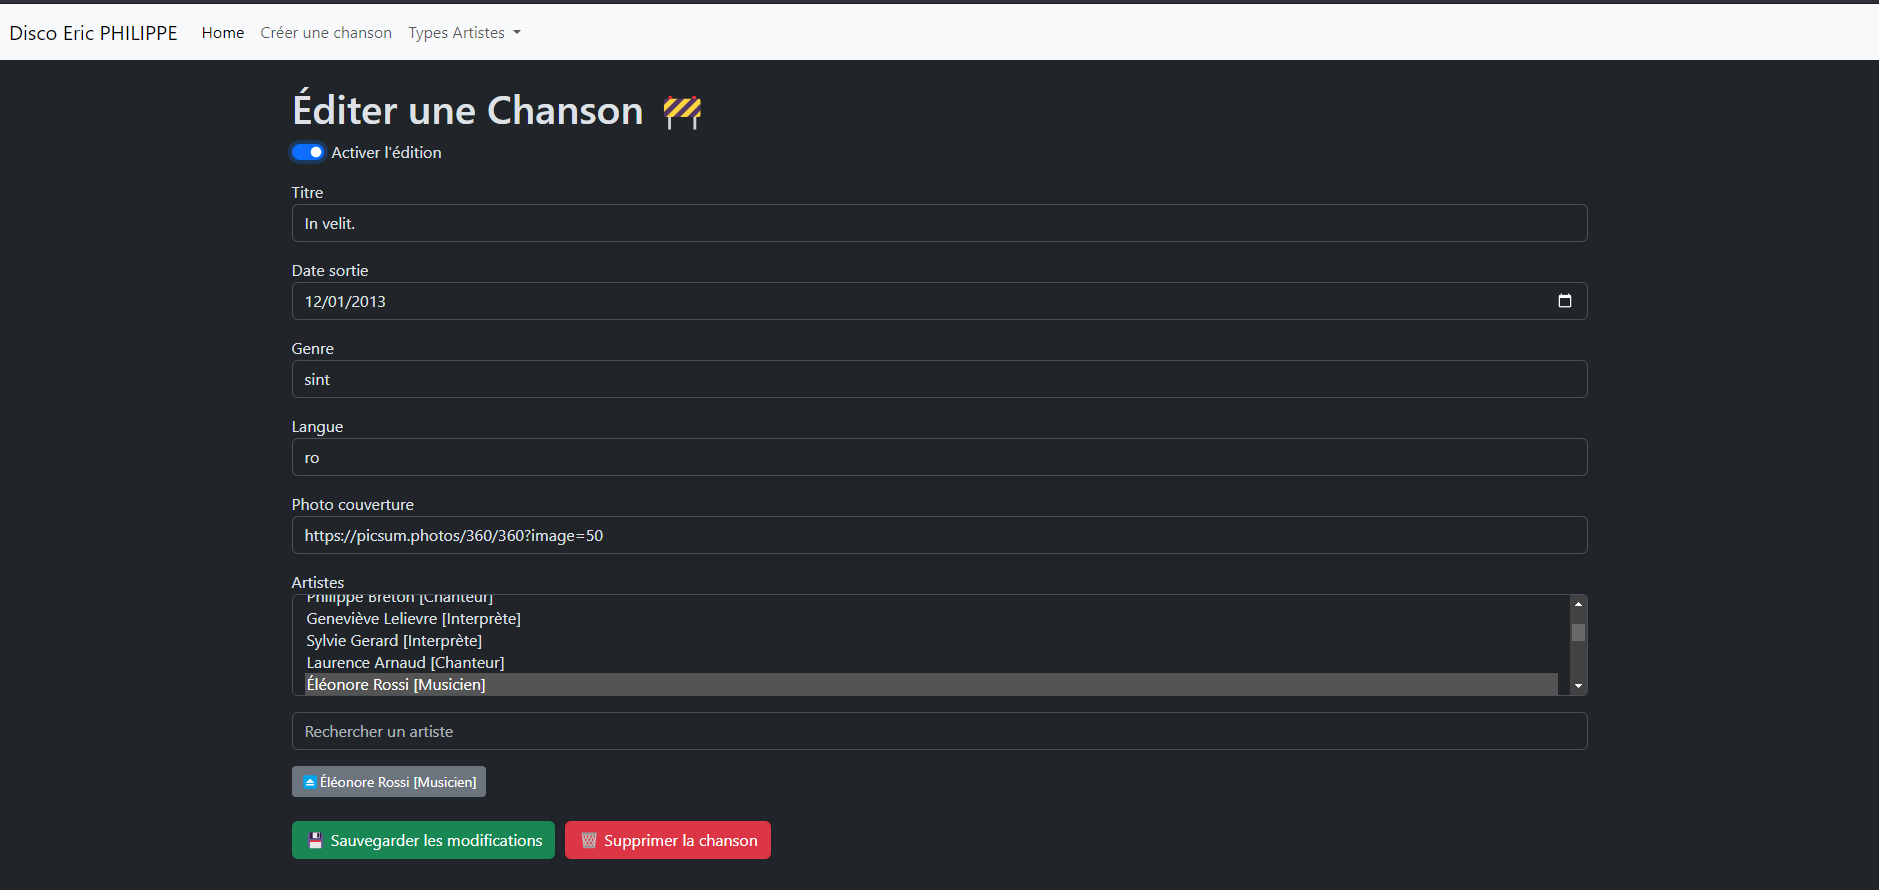 Disco Eric PHILIPPE Home Créer une chanson Types Artistes
Éditer une Chanson
Activer l'édition
Titre
In velit.
Date sortie
12/01/2013
Genre
sint
Langue
ro
Photo couverture
https://picsum.photos/360/360?image=50
Artistes
Philippe Breton [Chanteur]
Geneviève Lelievre [Interprète]
Sylvie Gerard [Interprète]
Laurence Arnaud [Chanteur]
Éléonore Rossi [Musicien]
Rechercher un artiste
Éléonore Rossi [Musicien]
Sauvegarder les modifications Supprimer la chanson